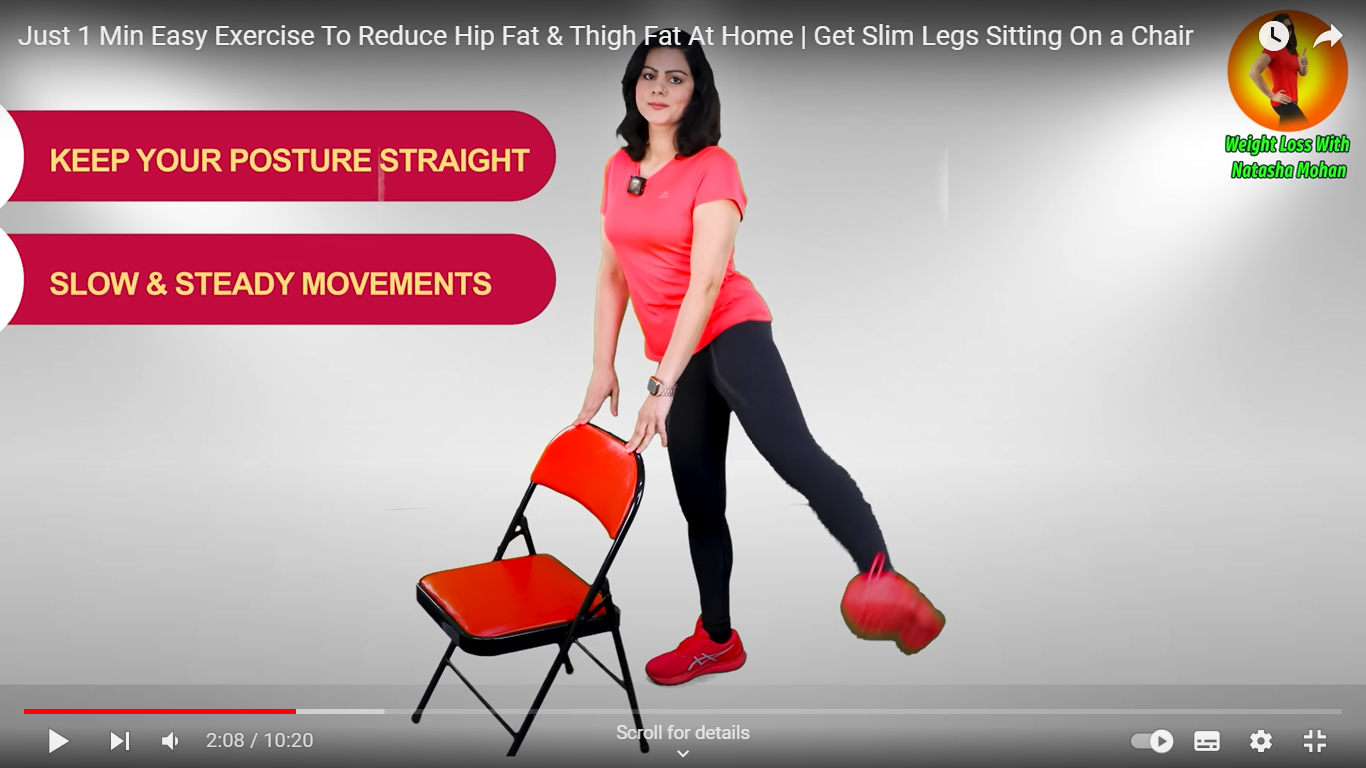 Just 1 Min Easy Exercise To Reduce Hip Fat & Thigh Fat At Home | Get Slim Legs Sitting On a Chair
Weight Loss With
Natasha Mohan
KEEP YOUR POSTURE STRAIGHT
SLOW & STEADY MOVEMENTS
Scroll for details
2:08 / 10:20